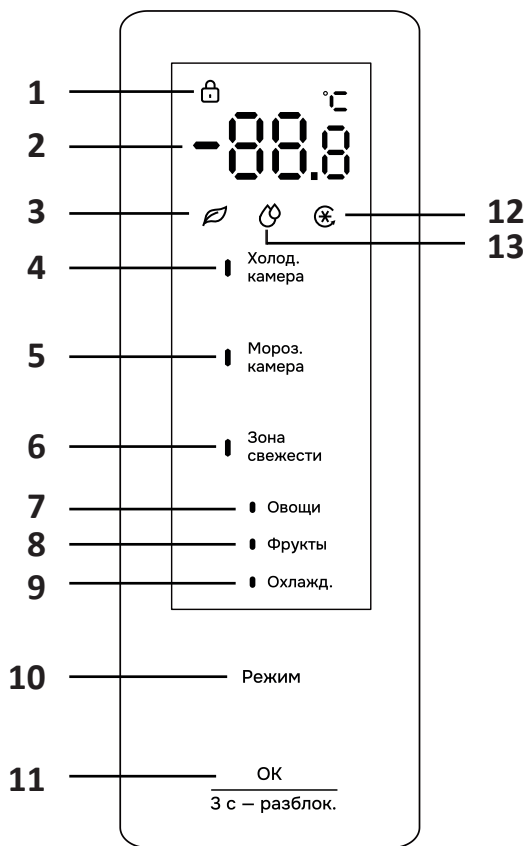 1
°C
2
-88.8
3
12
13
4
Холод.
камера
5
Мороз.
камера
6
Зона
свежести
7
Овощи
8
Фрукты
9
Охлажд.
10
Режим
11
ОК
3 с — разблок.